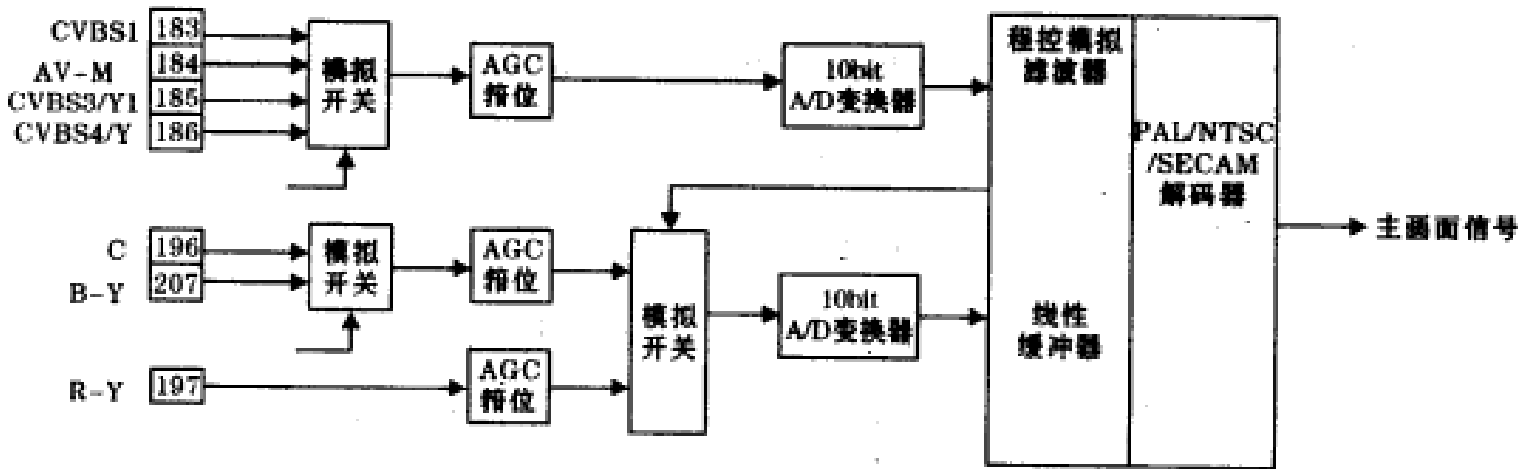 CVBS1 183
AV-M 184
CVBS3/Y1 185
CVBS4/Y 186
模拟
开关
AGC
箝位
10bit
A/D变换器
程控模拟
滤波器
PAL/NTSC
/SECAM
解码器
主画面信号
C 196
B-Y 207
模拟
开关
AGC
箝位
模拟
开关
10bit
A/D变换器
线性
缓冲器
R-Y 197
AGC
箝位